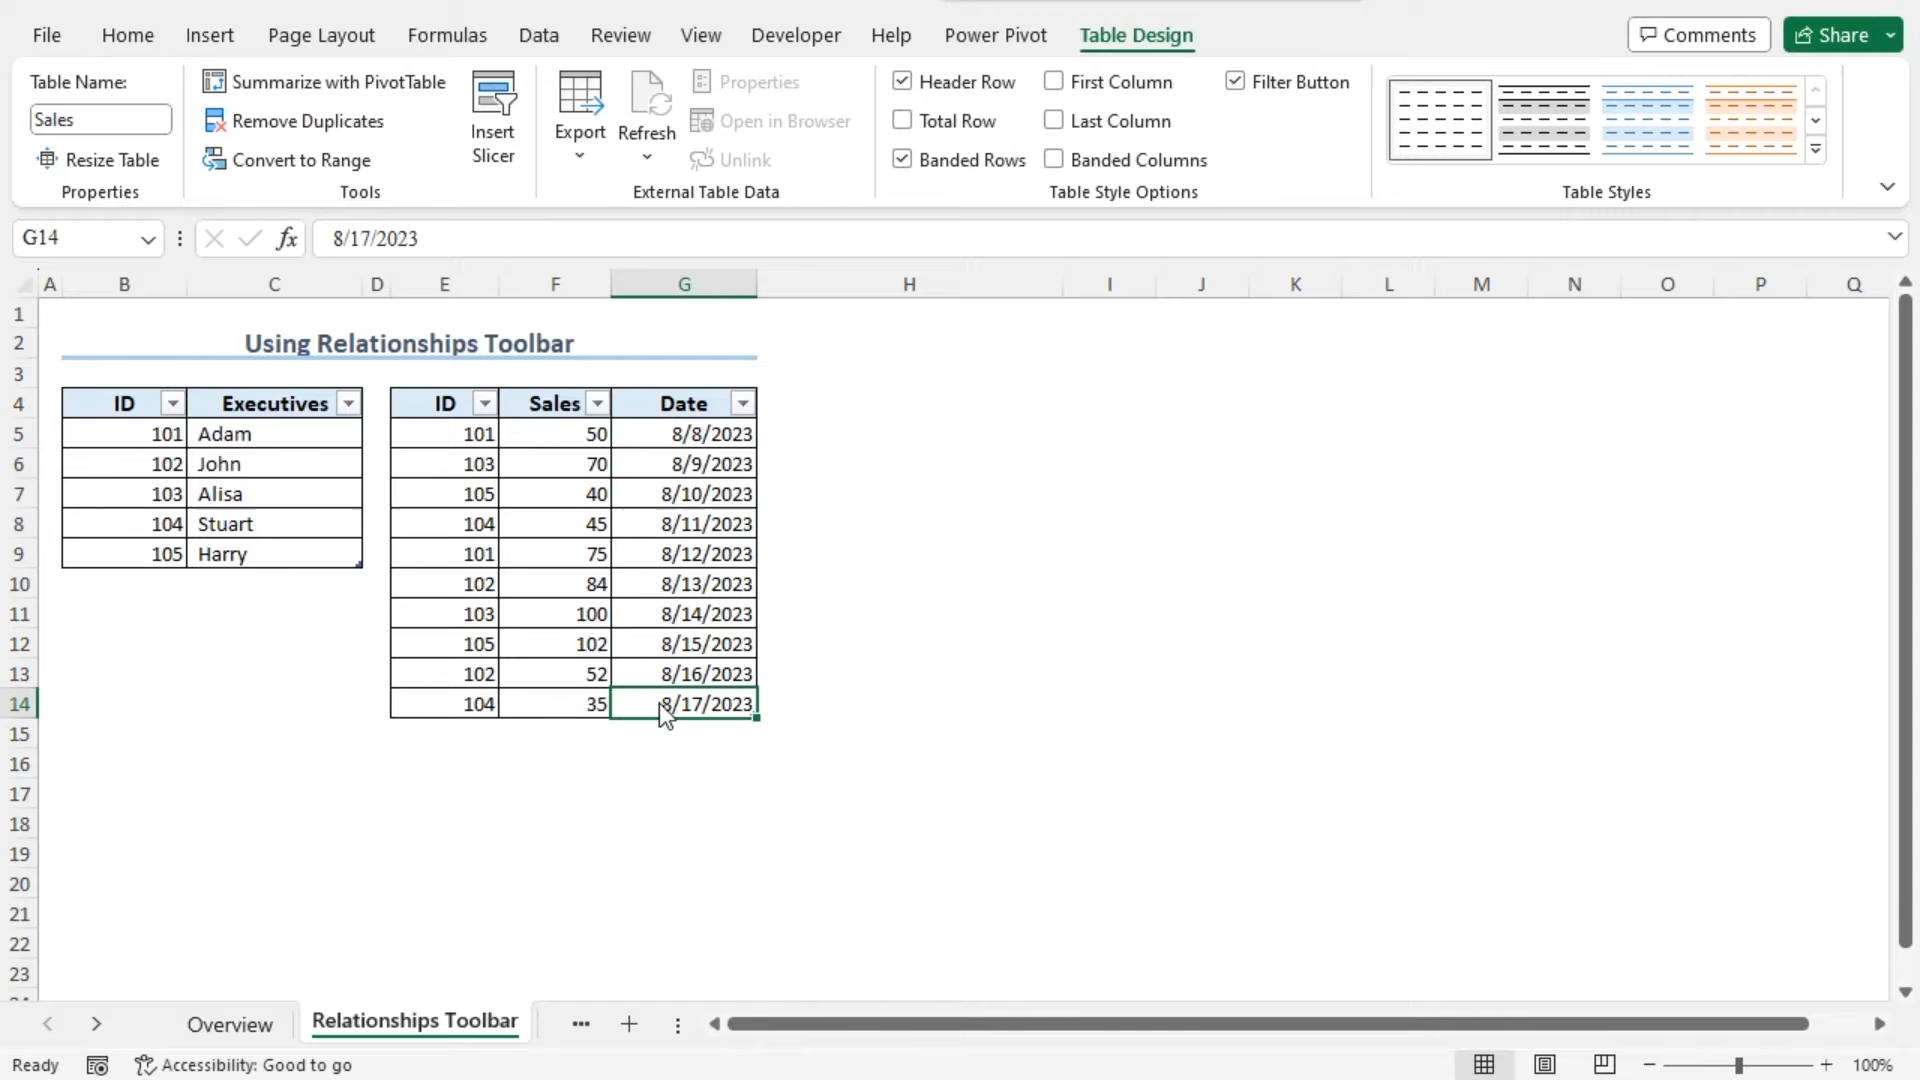 File Home Insert Page Layout Formulas Data Review View Developer Help Power Pivot Table Design Comments Share
Table Name: Summarize with PivotTable Properties Header Row First Column Filter Button
Sales Remove Duplicates Insert Slicer Export Refresh Open in Browser Total Row Last Column
Resize Table Convert to Range Unlink Banded Rows Banded Columns
Properties Tools External Table Data Table Style Options Table Styles
G14 fx 8/17/2023
A B C D E F G H I J K L M N O P Q
1
2 Using Relationships Toolbar
3
4 ID Executives ID Sales Date
5 101 Adam 101 50 8/8/2023
6 102 John 103 70 8/9/2023
7 103 Alisa 105 40 8/10/2023
8 104 Stuart 104 45 8/11/2023
9 105 Harry 101 75 8/12/2023
10 102 84 8/13/2023
11 103 100 8/14/2023
12 105 102 8/15/2023
13 102 52 8/16/2023
14 104 35 8/17/2023
15
16
17
18
19
20
21
22
23
Overview Relationships Toolbar ...
Ready Accessibility: Good to go 100%